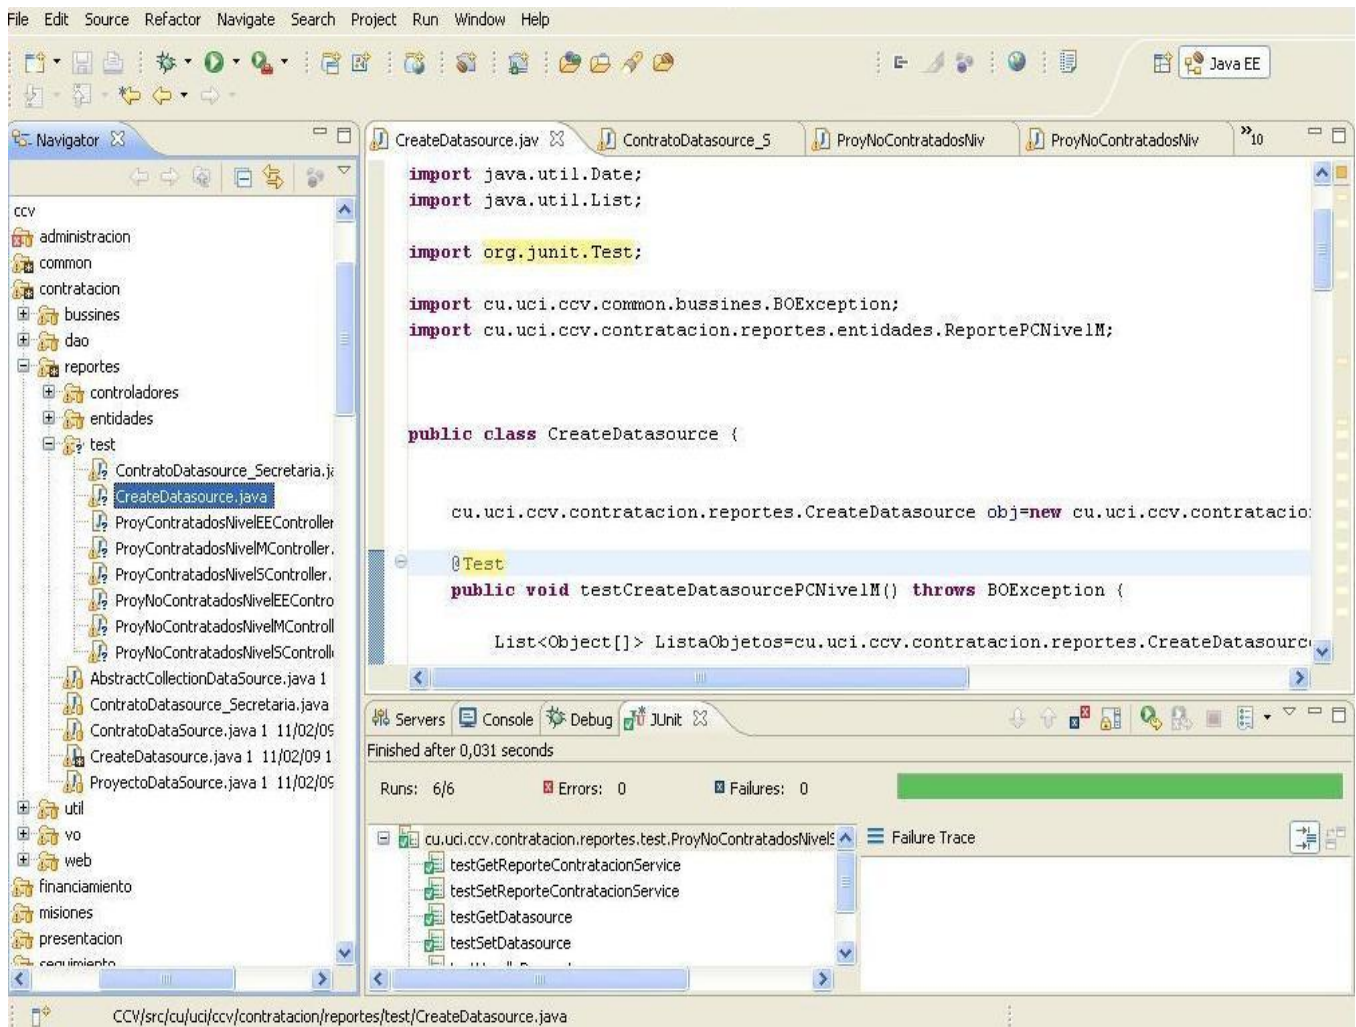 File Edit Source Refactor Navigate Search Project Run Window Help
Java EE
Navigator
ccv
administracion
common
contratacion
bussines
dao
reportes
controladores
entidades
test
ContratoDatasource_Secretaria.ja
CreateDatasource.java
ProyContratadosNivelEEController
ProyContratadosNivelMController.
ProyContratadosNivelSController.
ProyNoContratadosNivelEEContro
ProyNoContratadosNivelMControll
ProyNoContratadosNivelSControlle
AbstractCollectionDataSource.java 1
ContratoDatasource_Secretaria.java
ContratoDataSource.java 1 11/02/09
CreateDatasource.java 1 11/02/09 1
ProyectoDataSource.java 1 11/02/09
util
vo
web
financiamiento
misiones
presentacion
seguimiento
CreateDatasource.jav ContratoDatasource_S ProyNoContratadosNiv ProyNoContratadosNiv »10
import java.util.Date;
import java.util.List;
import org.junit.Test;
import cu.uci.ccv.common.bussines.BOException;
import cu.uci.ccv.contratacion.reportes.entidades.ReportePCNivelM;
public class CreateDatasource {
cu.uci.ccv.contratacion.reportes.CreateDatasource obj=new cu.uci.ccv.contratacio
@Test
public void testCreateDatasourcePCNivelM() throws BOException {
List<Object[]> ListaObjetos=cu.uci.ccv.contratacion.reportes.CreateDatasourc
Servers Console Debug JUnit
Finished after 0,031 seconds
Runs: 6/6 Errors: 0 Failures: 0
cu.uci.ccv.contratacion.reportes.test.ProyNoContratadosNivelS
testGetReporteContratacionService
testSetReporteContratacionService
testGetDatasource
testSetDatasource
Failure Trace
CCV/src/cu/uci/ccv/contratacion/reportes/test/CreateDatasource.java